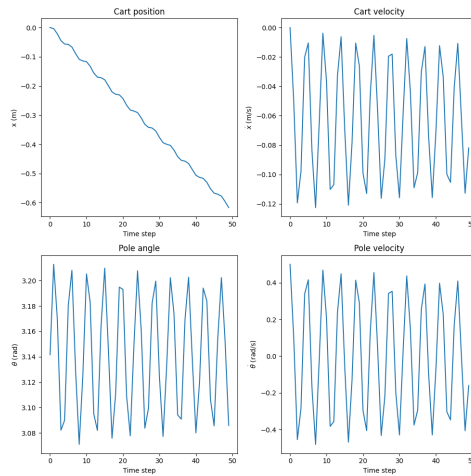 Cart position
0.0
−0.1
−0.2
−0.3
−0.4
−0.5
−0.6
x (m)
0 10 20 30 40 50
Time step
Cart velocity
0.00
−0.02
−0.04
−0.06
−0.08
−0.10
−0.12
ẋ (m/s)
0 10 20 30 40 50
Time step
Pole angle
3.20
3.18
3.16
3.14
3.12
3.10
3.08
θ (rad)
0 10 20 30 40 50
Time step
Pole velocity
0.4
0.2
0.0
−0.2
−0.4
θ̇ (rad/s)
0 10 20 30 40 50
Time step